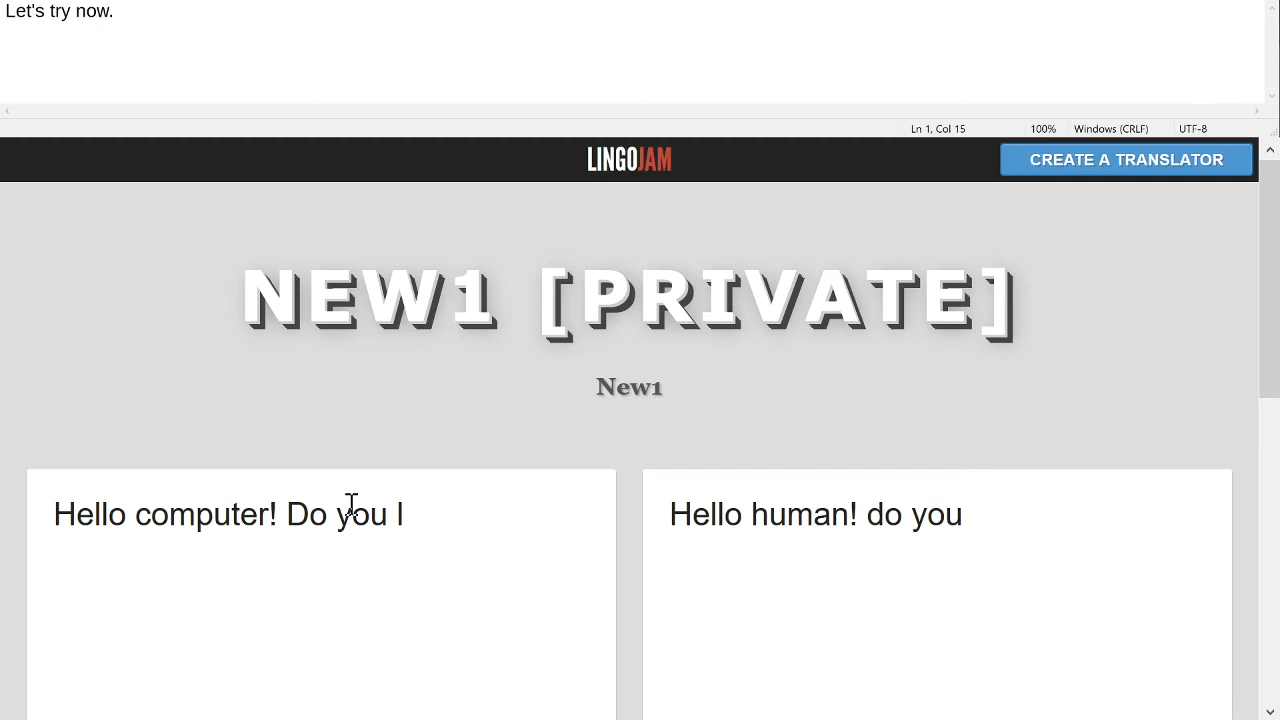 Let's try now.
Ln 1, Col 15
100%
Windows (CRLF)
UTF-8
LINGOJAM
CREATE A TRANSLATOR
NEW1 [PRIVATE]
New1
Hello computer! Do you l
Hello human! do you